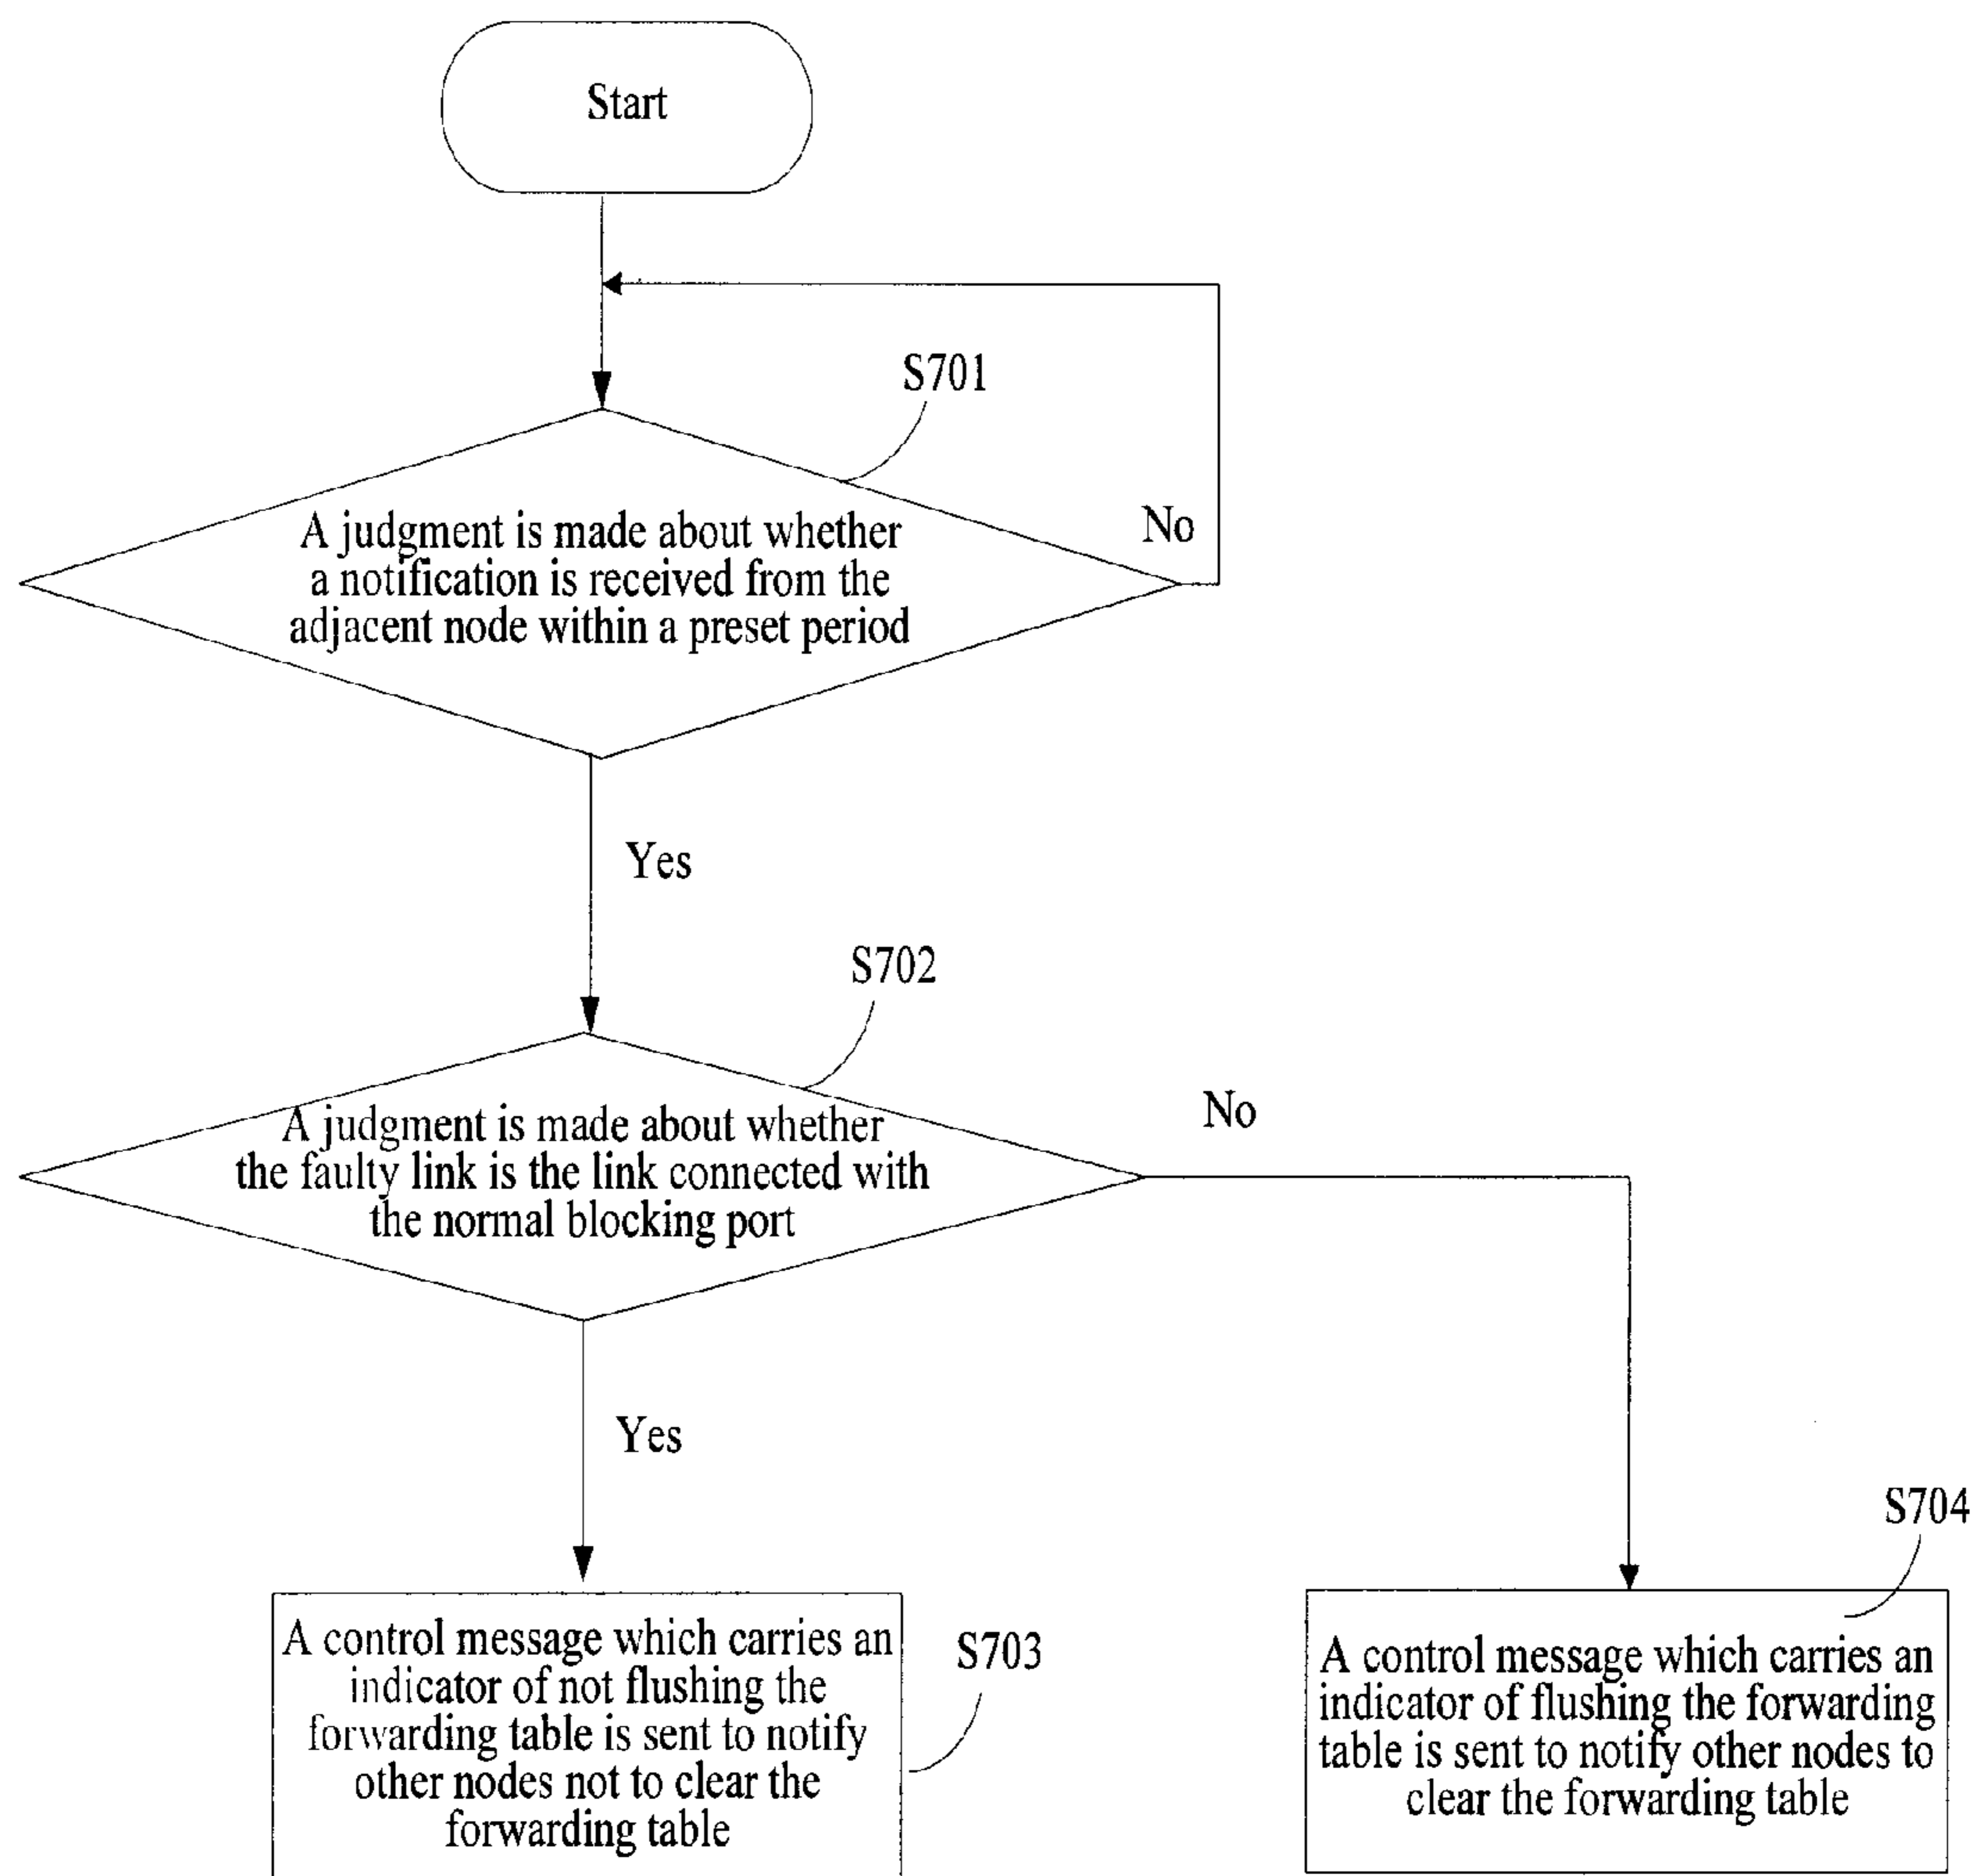 Start
S701
A judgment is made about whether
a notification is received from the
adjacent node within a preset period
No
Yes
S702
A judgment is made about whether
the faulty link is the link connected with
the normal blocking port
No
Yes
S703
A control message which carries an
indicator of not flushing the
forwarding table is sent to notify
other nodes not to clear the
forwarding table
S704
A control message which carries an
indicator of flushing the forwarding
table is sent to notify other nodes to
clear the forwarding table